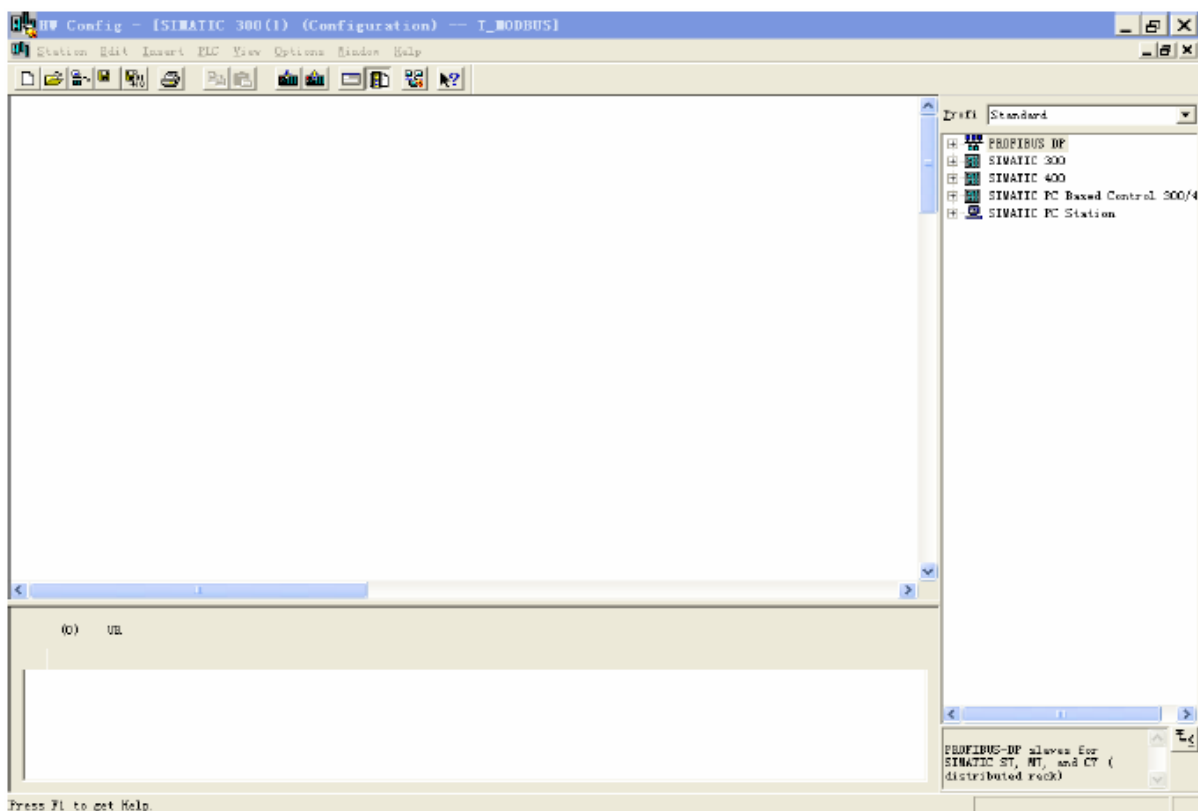 HW Config - [SIMATIC 300(1) (Configuration) -- T_MODBUS]
Station Edit Insert PLC View Options Window Help
Profi Standard
PROFIBUS DP
SIMATIC 300
SIMATIC 400
SIMATIC PC Based Control 300/4
SIMATIC PC Station
(0) UR
PROFIBUS-DP slaves for
SIMATIC S7, M7, and C7 (
distributed rack)
Press F1 to get Help.